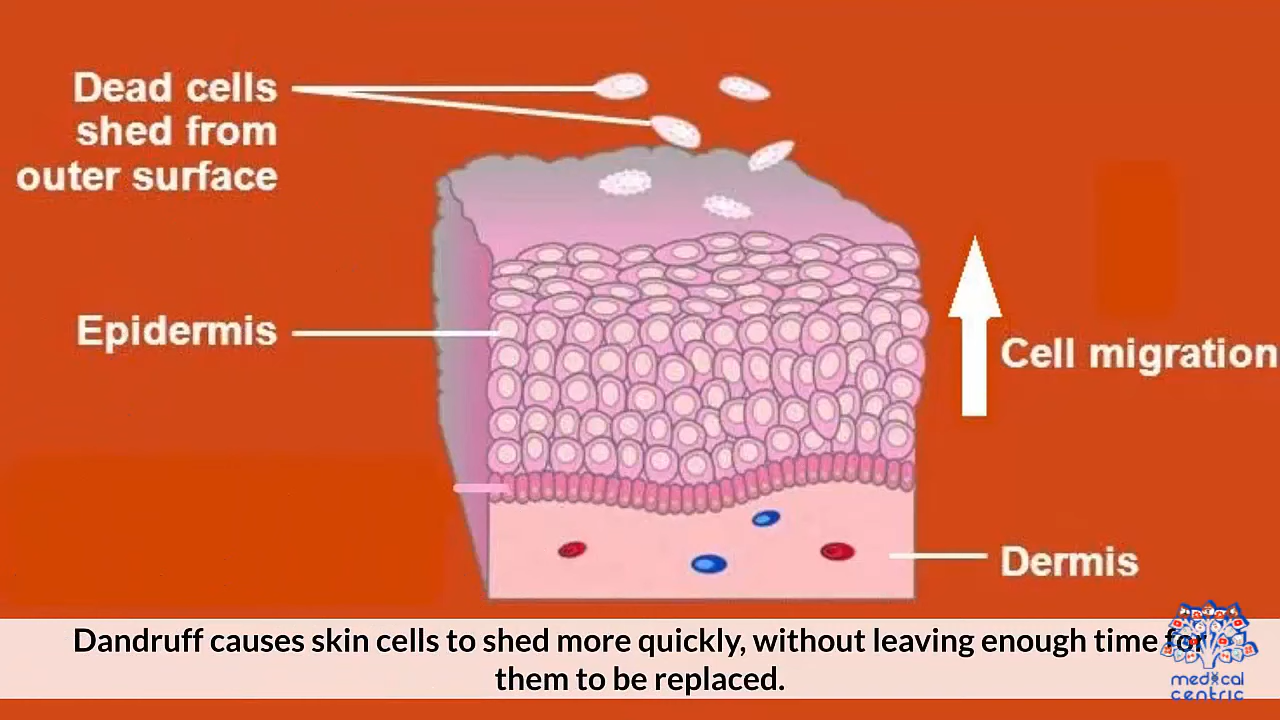 Dead cells
shed from
outer surface
Epidermis
Cell migration
Dermis
Dandruff causes skin cells to shed more quickly, without leaving enough time for
them to be replaced.
medical
centric